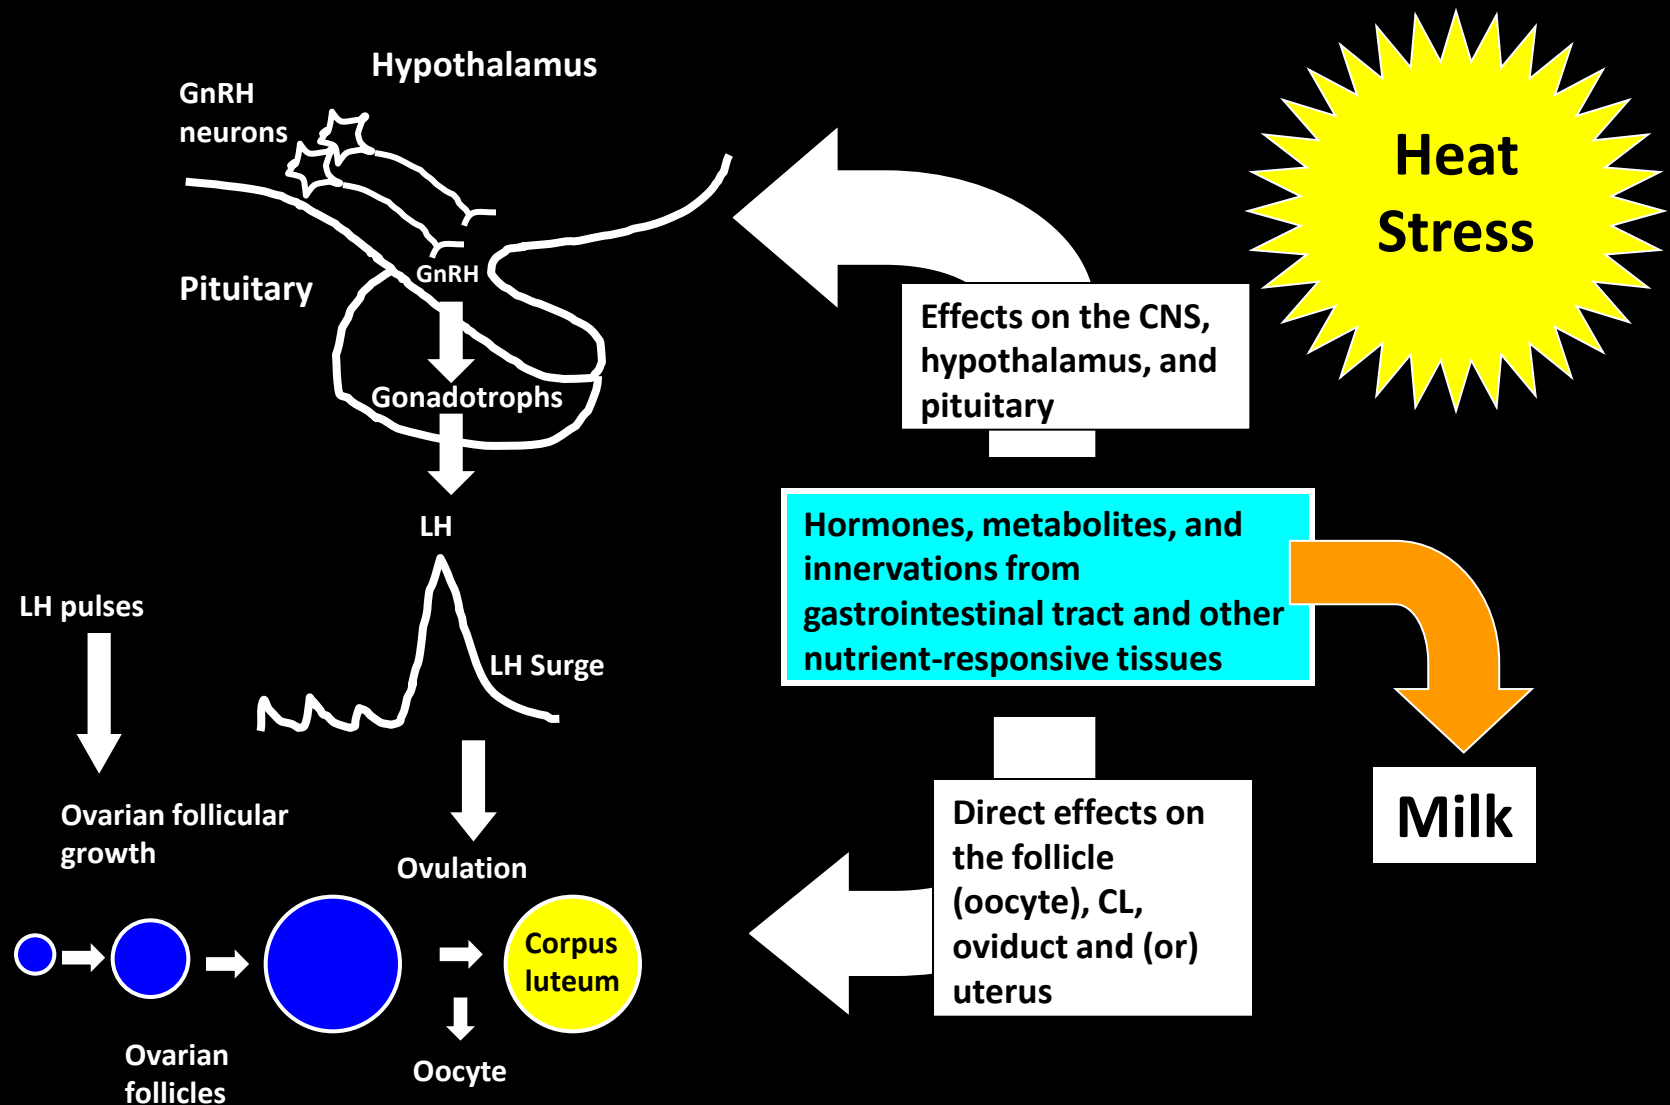 Hypothalamus
GnRH
neurons
Heat
Stress
GnRH
Pituitary
Gonadotrophs
Effects on the CNS,
hypothalamus, and
pituitary
LH
Hormones, metabolites, and
innervations from
gastrointestinal tract and other
nutrient-responsive tissues
LH pulses
LH Surge
Milk
Ovarian follicular
growth
Ovulation
Direct effects on
the follicle
(oocyte), CL,
oviduct and (or)
uterus
Corpus
luteum
Ovarian
follicles
Oocyte